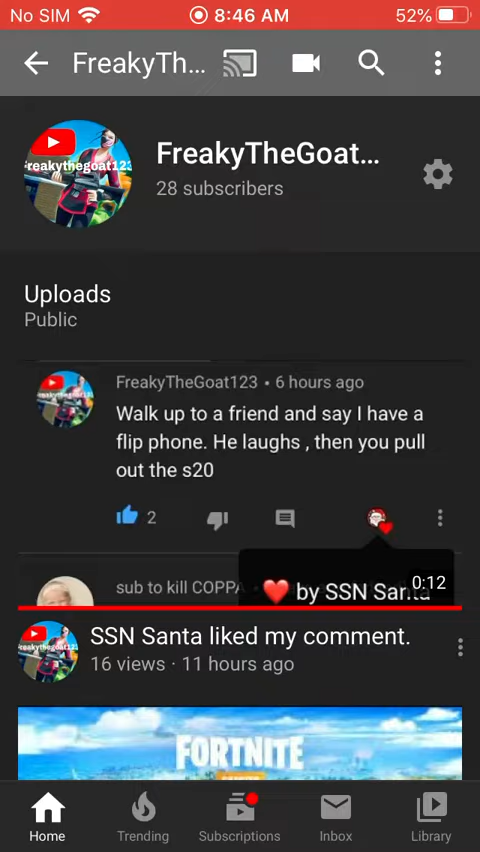 No SIM 8:46 AM 52%
FreakyTh...
reakythegoat123
FreakyTheGoat...
28 subscribers
Uploads
Public
FreakyTheGoat123 • 6 hours ago
Walk up to a friend and say I have a
flip phone. He laughs , then you pull
out the s20
2
sub to kill COPPA
❤️ by SSN Santa
0:12
SSN Santa liked my comment.
16 views · 11 hours ago
FORTNITE
Home Trending Subscriptions Inbox Library